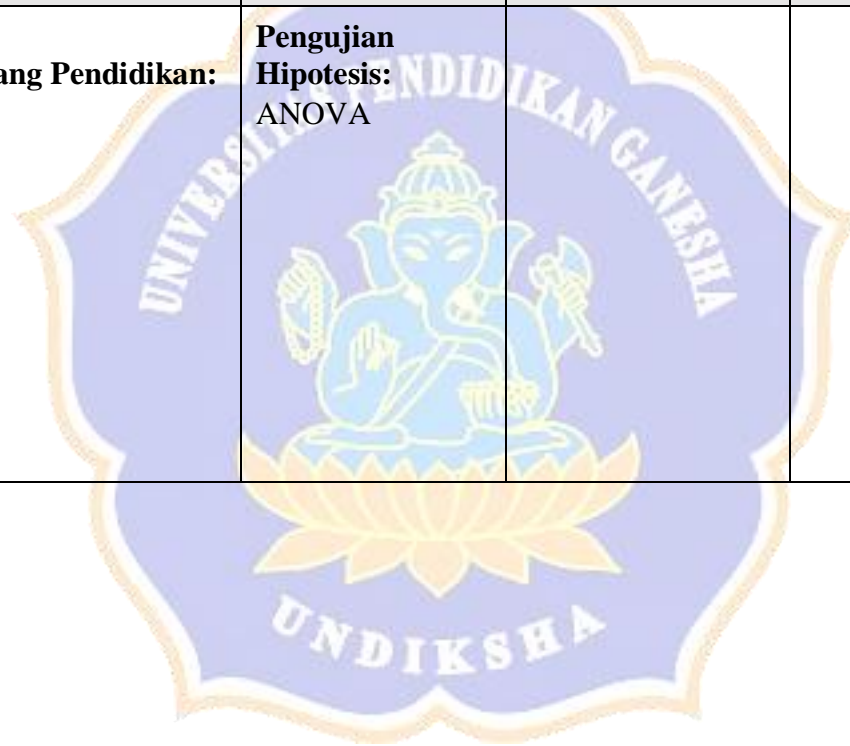 ang Pendidikan:
Pengujian
Hipotesis:
ANOVA
UNIVERSITAS PENDIDIKAN GANESHA
UNDIKSHA